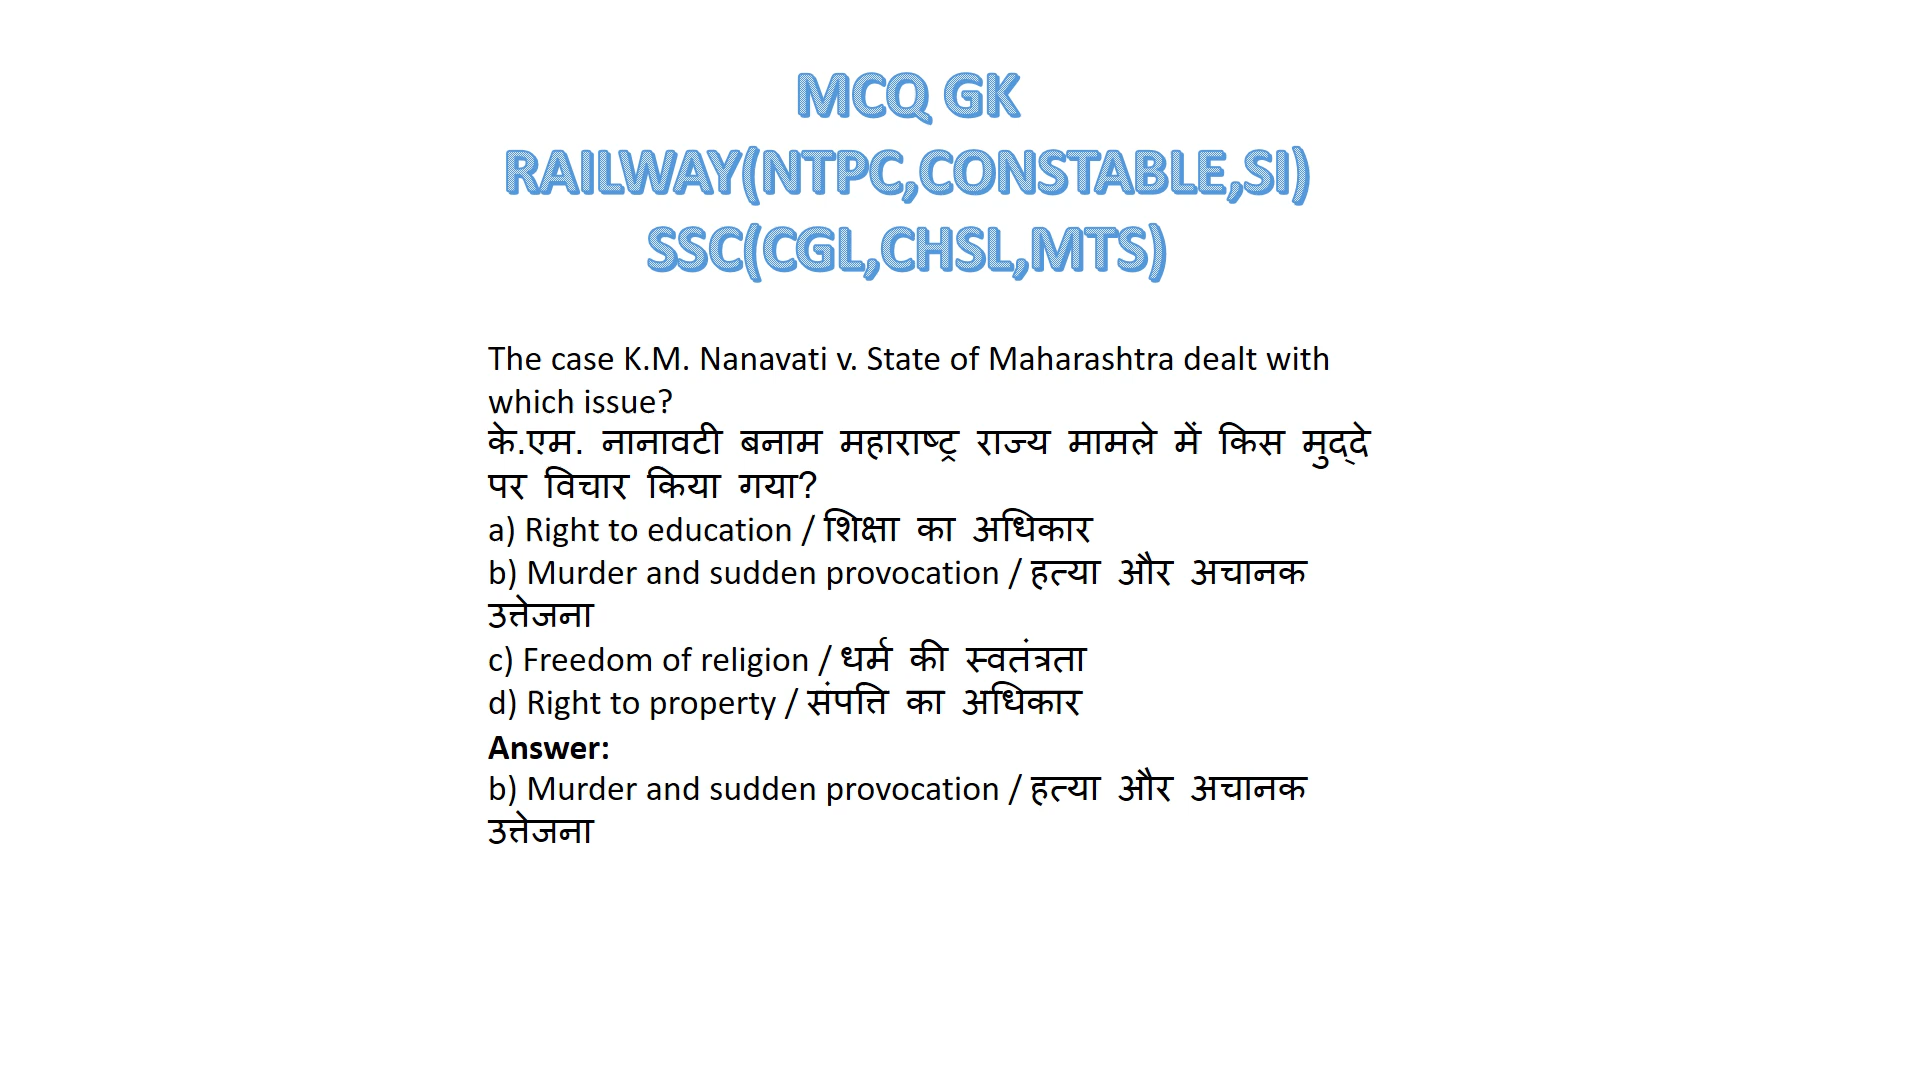 MCQ GK
RAILWAY(NTPC,CONSTABLE,SI)
SSC(CGL,CHSL,MTS)
The case K.M. Nanavati v. State of Maharashtra dealt with
which issue?
के.एम. नानावटी बनाम महाराष्ट्र राज्य मामले में किस मुद्दे
पर विचार किया गया?
a) Right to education / शिक्षा का अधिकार
b) Murder and sudden provocation / हत्या और अचानक
उत्तेजना
c) Freedom of religion / धर्म की स्वतंत्रता
d) Right to property / संपत्ति का अधिकार
Answer:
b) Murder and sudden provocation / हत्या और अचानक
उत्तेजना